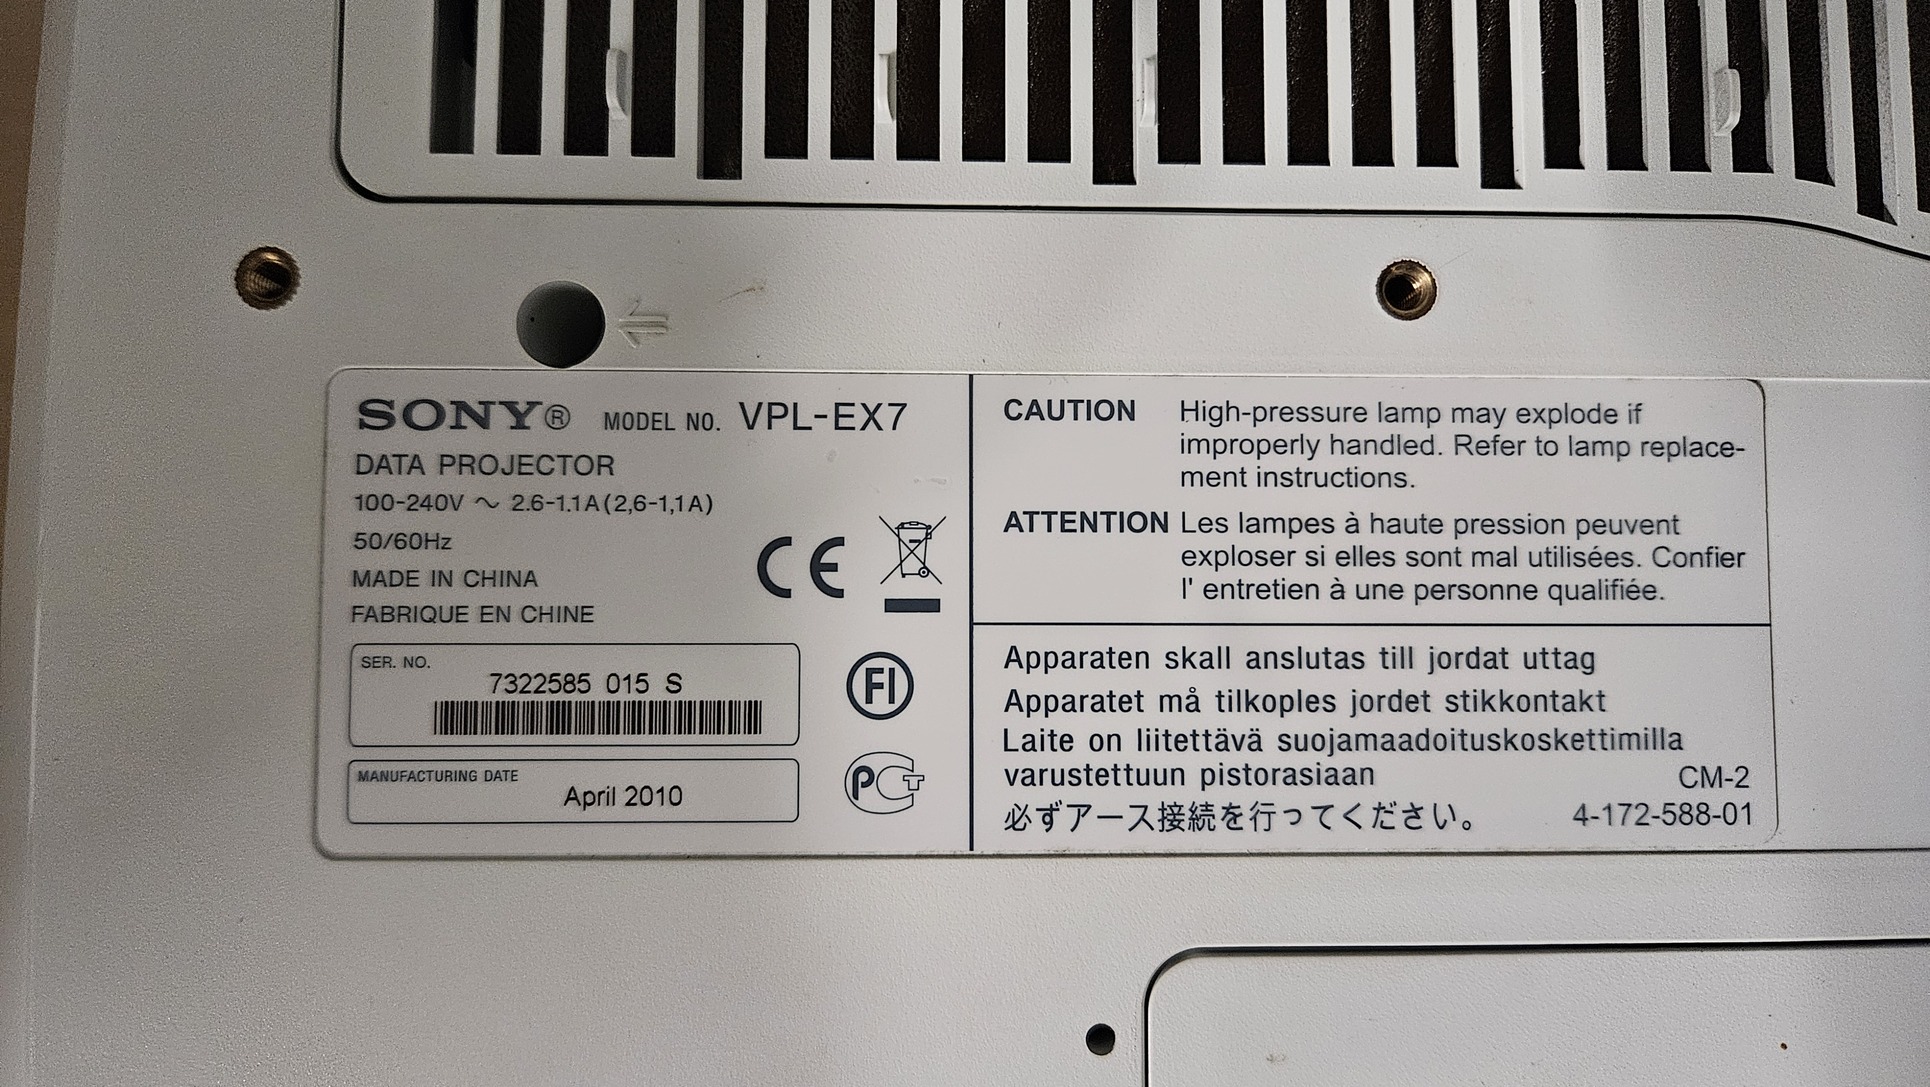 SONY® MODEL NO. VPL-EX7
DATA PROJECTOR
100-240V ～ 2.6-1.1A(2,6-1,1A)
50/60Hz
MADE IN CHINA
FABRIQUE EN CHINE
CE
SER. NO.
7322585 015 S
FI
MANUFACTURING DATE
April 2010
PCT
CAUTION High-pressure lamp may explode if
improperly handled. Refer to lamp replace-
ment instructions.
ATTENTION Les lampes à haute pression peuvent
exploser si elles sont mal utilisées. Confier
l' entretien à une personne qualifiée.
Apparaten skall anslutas till jordat uttag
Apparatet må tilkoples jordet stikkontakt
Laite on liitettävä suojamaadoituskoskettimilla
varustettuun pistorasiaan CM-2
必ずアース接続を行ってください。 4-172-588-01